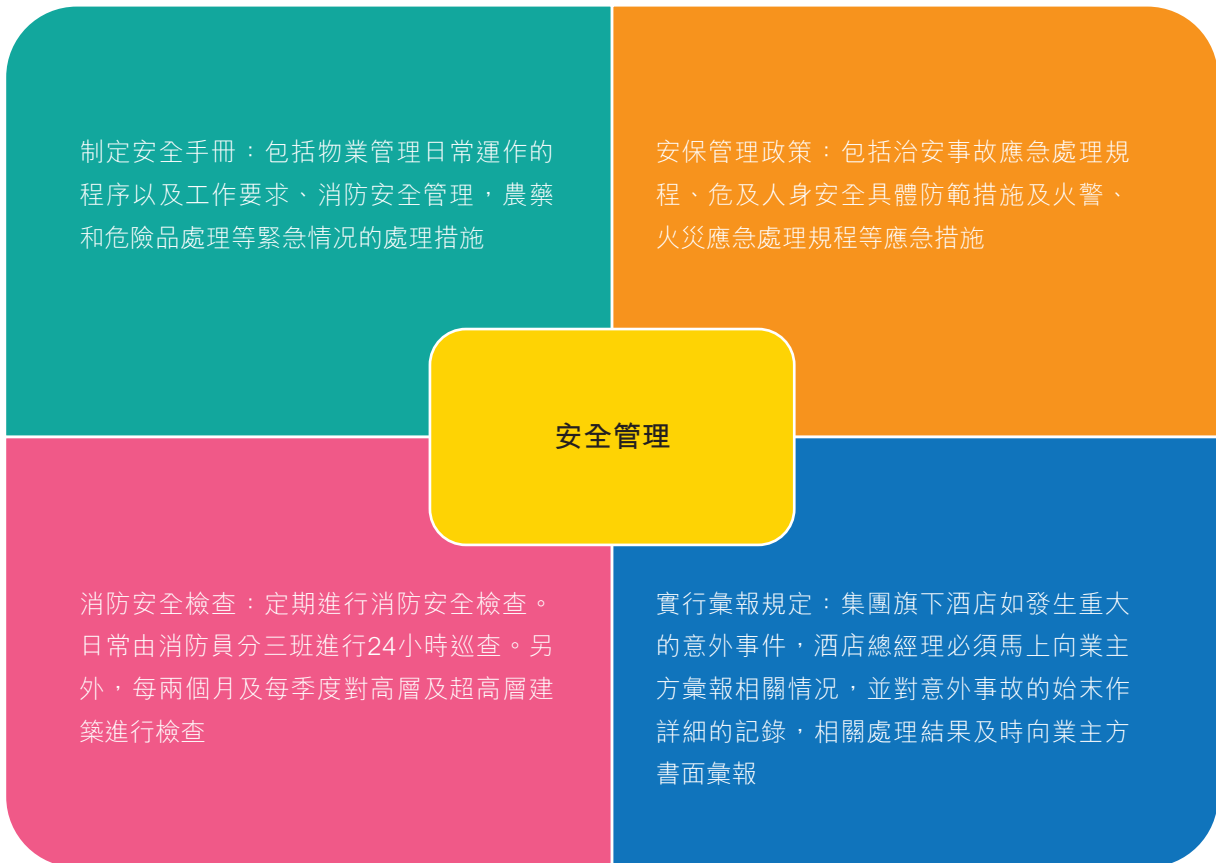 制定安全手冊：包括物業管理日常運作的
程序以及工作要求、消防安全管理，農藥
和危險品處理等緊急情况的處理措施
安保管理政策：包括治安事故應急處理規
程、危及人身安全具體防範措施及火警、
火災應急處理規程等應急措施
安全管理
消防安全檢查：定期進行消防安全檢查。
日常由消防員分三班進行24小時巡查。另
外，每兩個月及每季度對高層及超高層建
築進行檢查
實行彙報規定：集團旗下酒店如發生重大
的意外事件，酒店總經理必須馬上向業主
方彙報相關情况，並對意外事故的始末作
詳細的記錄，相關處理結果及時向業主方
書面彙報